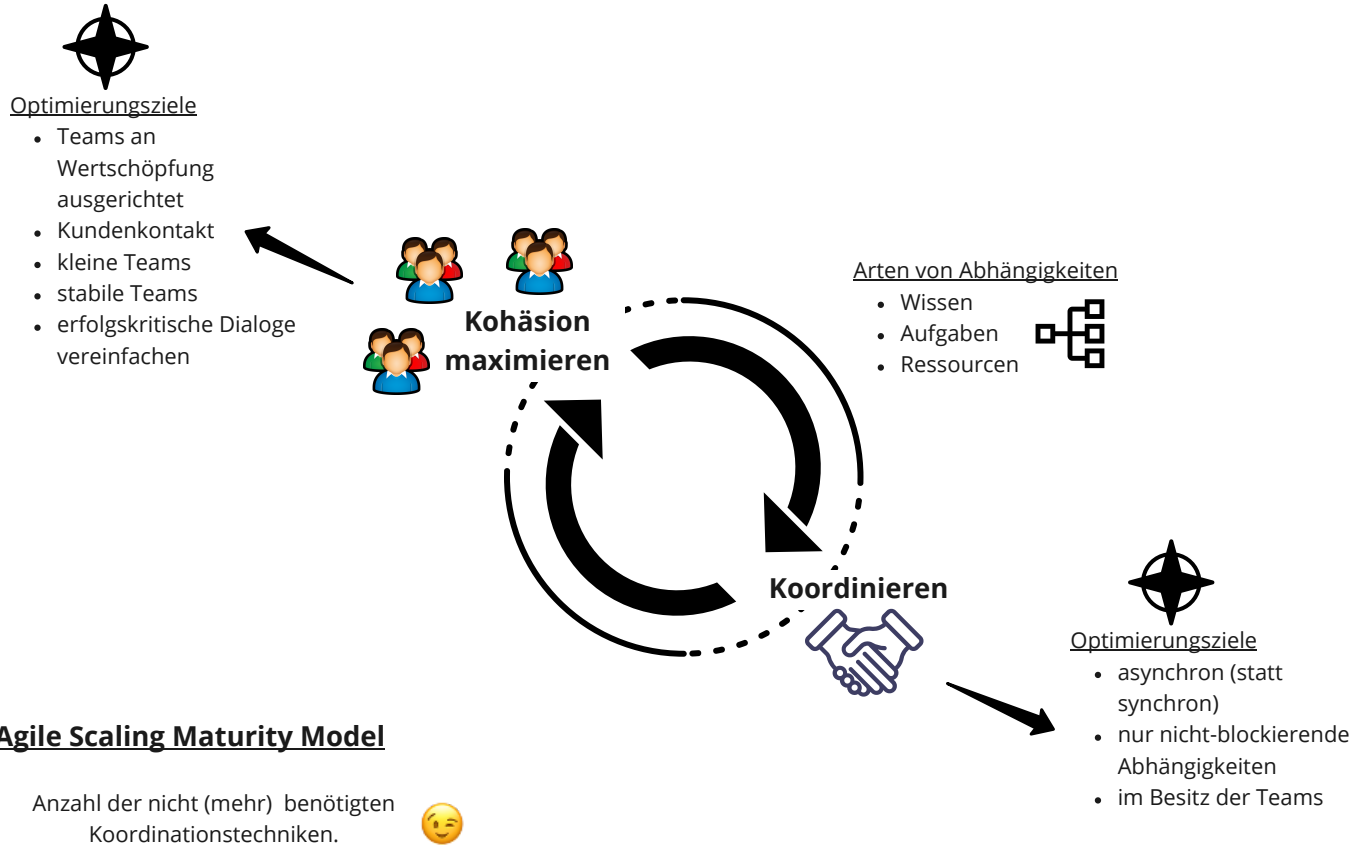 Optimierungsziele
• Teams an
Wertschöpfung
ausgerichtet
• Kundenkontakt
• kleine Teams
• stabile Teams
• erfolgskritische Dialoge
vereinfachen
Kohäsion
maximieren
Arten von Abhängigkeiten
• Wissen
• Aufgaben
• Ressourcen
Koordinieren
Optimierungsziele
• asynchron (statt
synchron)
• nur nicht-blockierende
Abhängigkeiten
• im Besitz der Teams
Agile Scaling Maturity Model
Anzahl der nicht (mehr) benötigten
Koordinationstechniken.